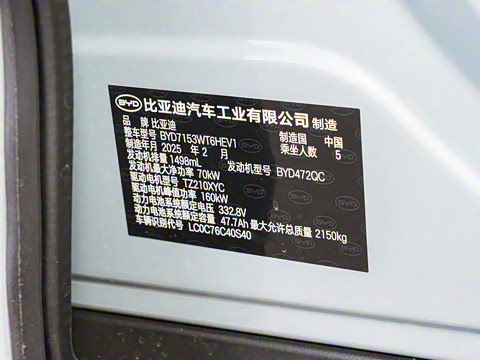 BYD 比亚迪汽车工业有限公司 制造
品 牌 比亚迪 制造国 中国
整车型号 BYD7153WT6HEV1 乘坐人数 5
制造年月 2025 年 2 月
发动机排量 1498mL 发动机型号 BYD472QC
发动机最大净功率 70kW
驱动电机型号 TZ210XYC
驱动电机峰值功率 160kW
动力电池系统额定电压 332.8V
动力电池系统额定容量 47.7Ah 最大允许总质量 2150kg
车辆识别代号 LC0C76C40S40